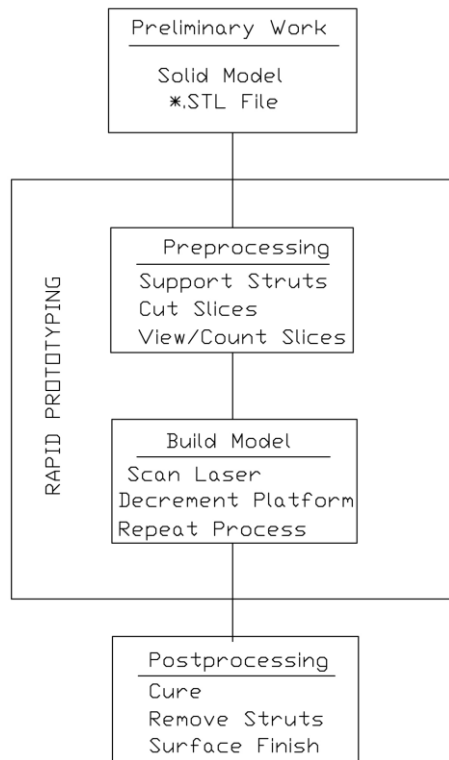 Preliminary Work
Solid Model
*.STL File
RAPID PROTOTYPING
Preprocessing
Support Struts
Cut Slices
View/Count Slices
Build Model
Scan Laser
Decrement Platform
Repeat Process
Postprocessing
Cure
Remove Struts
Surface Finish